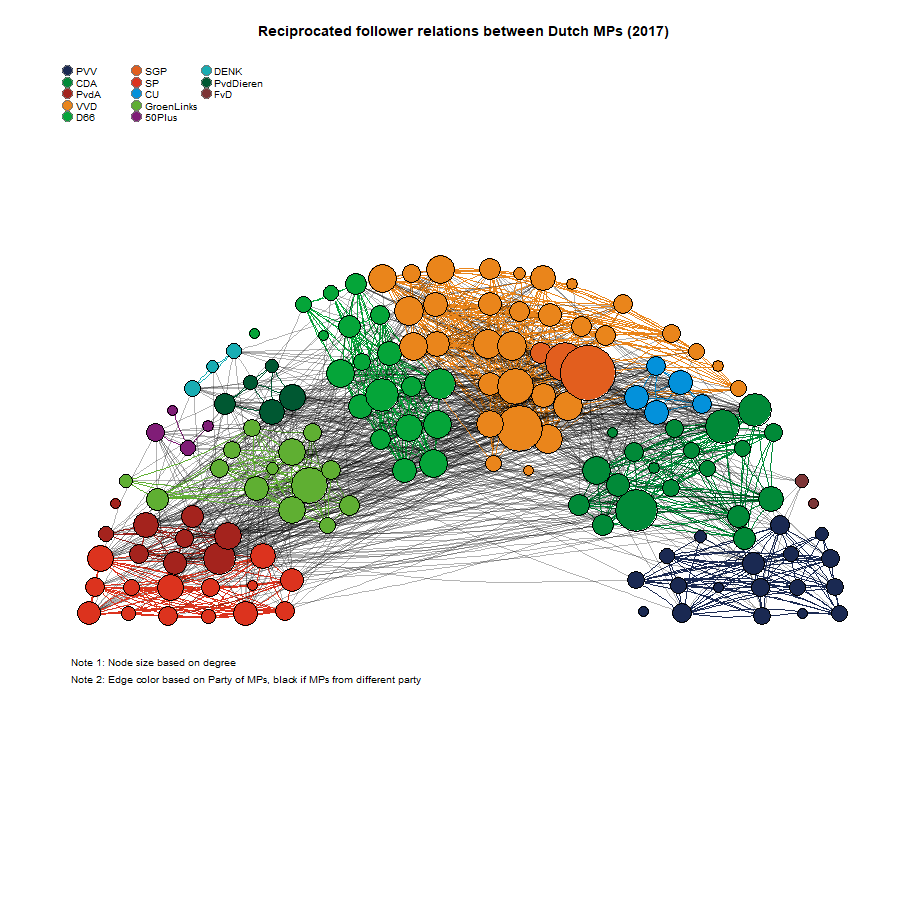 Reciprocated follower relations between Dutch MPs (2017)
PVV SGP DENK
CDA SP PvdDieren
PvdA CU FvD
VVD GroenLinks
D66 50Plus
Note 1: Node size based on degree
Note 2: Edge color based on Party of MPs, black if MPs from different party